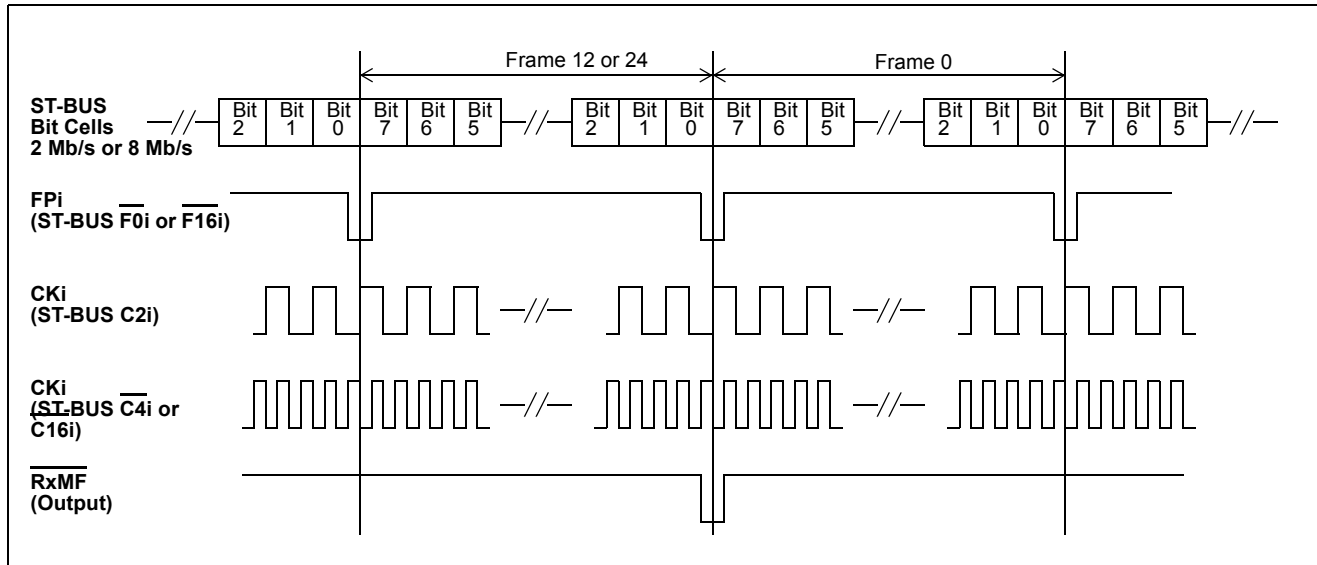 Frame 12 or 24
Frame 0
ST-BUS
Bit Cells
2 Mb/s or 8 Mb/s
Bit 2 Bit 1 Bit 0 Bit 7 Bit 6 Bit 5 Bit 2 Bit 1 Bit 0 Bit 7 Bit 6 Bit 5 Bit 2 Bit 1 Bit 0 Bit 7 Bit 6 Bit 5
FPi
(ST-BUS F0i or F16i)
CKi
(ST-BUS C2i)
CKi
(ST-BUS C4i or
C16i)
RxMF
(Output)